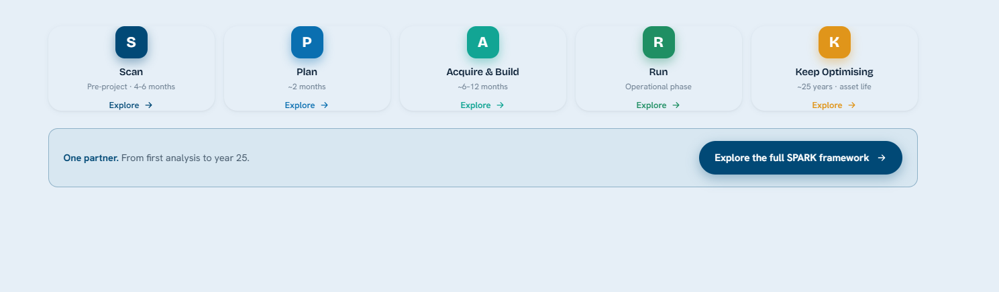 S
Scan
Pre-project · 4–6 months
Explore →
P
Plan
~2 months
Explore →
A
Acquire & Build
~6–12 months
Explore →
R
Run
Operational phase
Explore →
K
Keep Optimising
~25 years · asset life
Explore →
One partner. From first analysis to year 25.
Explore the full SPARK framework →